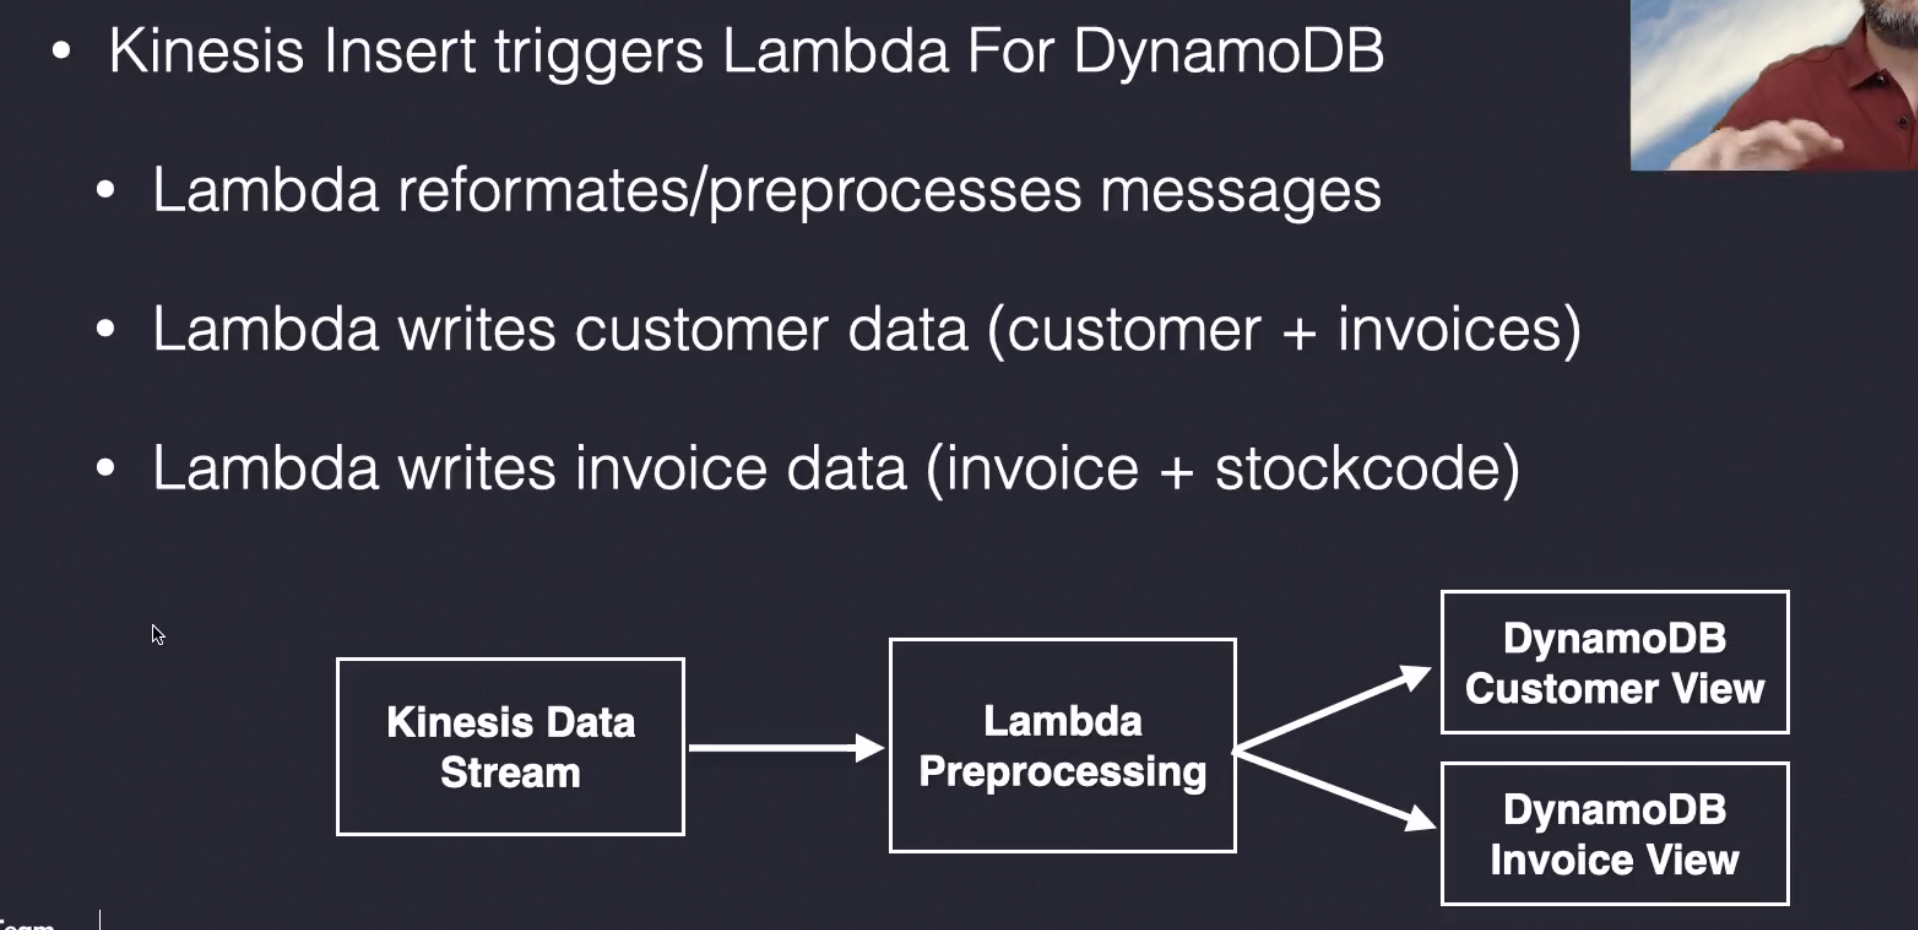 • Kinesis Insert triggers Lambda For DynamoDB
• Lambda reformates/preprocesses messages
• Lambda writes customer data (customer + invoices)
• Lambda writes invoice data (invoice + stockcode)
Kinesis Data
Stream
Lambda
Preprocessing
DynamoDB
Customer View
DynamoDB
Invoice View
Team